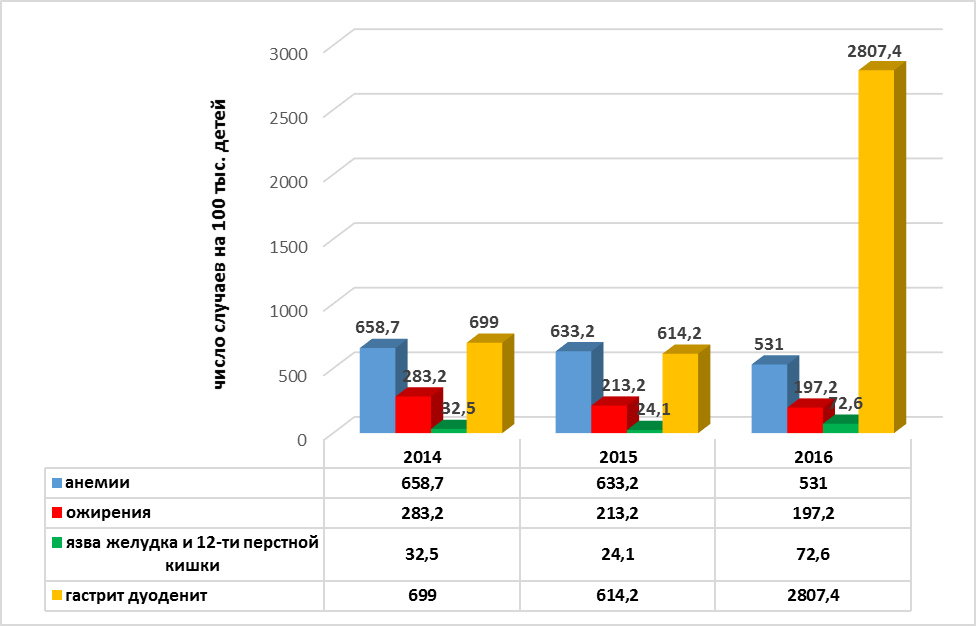 число случаев на 100 тыс. детей
3000
2500
2000
1500
1000
500
0
658,7
283,2
32,5
699
633,2
213,2
24,1
614,2
531
197,2
72,6
2807,4
2014 2015 2016
анемии 658,7 633,2 531
ожирения 283,2 213,2 197,2
язва желудка и 12-ти перстной
кишки 32,5 24,1 72,6
гастрит дуоденит 699 614,2 2807,4